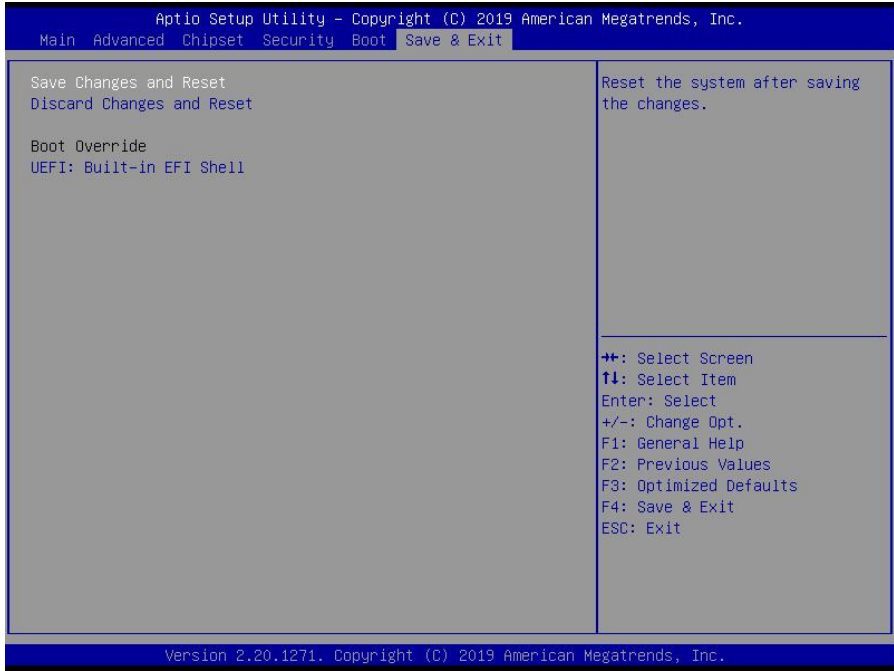 Aptio Setup Utility – Copyright (C) 2019 American Megatrends, Inc.
Main Advanced Chipset Security Boot Save & Exit
Save Changes and Reset
Discard Changes and Reset
Boot Override
UEFI: Built-in EFI Shell
Reset the system after saving
the changes.
→←: Select Screen
↑↓: Select Item
Enter: Select
+/-: Change Opt.
F1: General Help
F2: Previous Values
F3: Optimized Defaults
F4: Save & Exit
ESC: Exit
Version 2.20.1271. Copyright (C) 2019 American Megatrends, Inc.